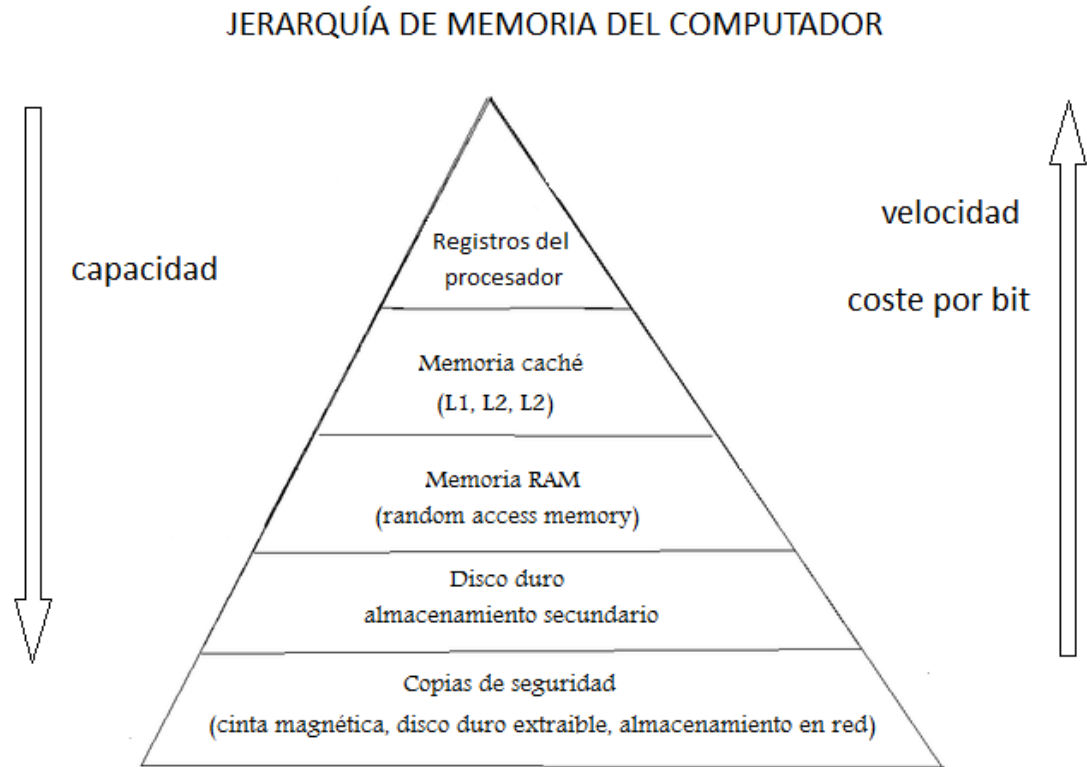 JERARQUÍA DE MEMORIA DEL COMPUTADOR
capacidad
velocidad
coste por bit
Registros del
procesador
Memoria caché
(L1, L2, L2)
Memoria RAM
(random access memory)
Disco duro
almacenamiento secundario
Copias de seguridad
(cinta magnética, disco duro extraible, almacenamiento en red)